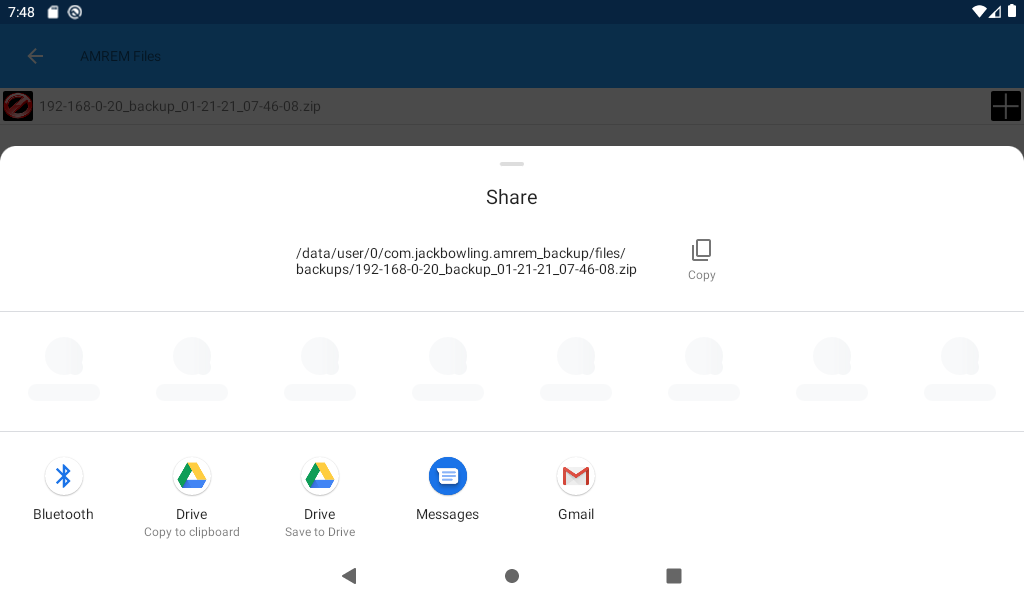 7:48
AMREM Files
192-168-0-20_backup_01-21-21_07-46-08.zip
Share
/data/user/0/com.jackbowling.amrem_backup/files/
backups/192-168-0-20_backup_01-21-21_07-46-08.zip
Copy
Bluetooth
Drive
Copy to clipboard
Drive
Save to Drive
Messages
Gmail